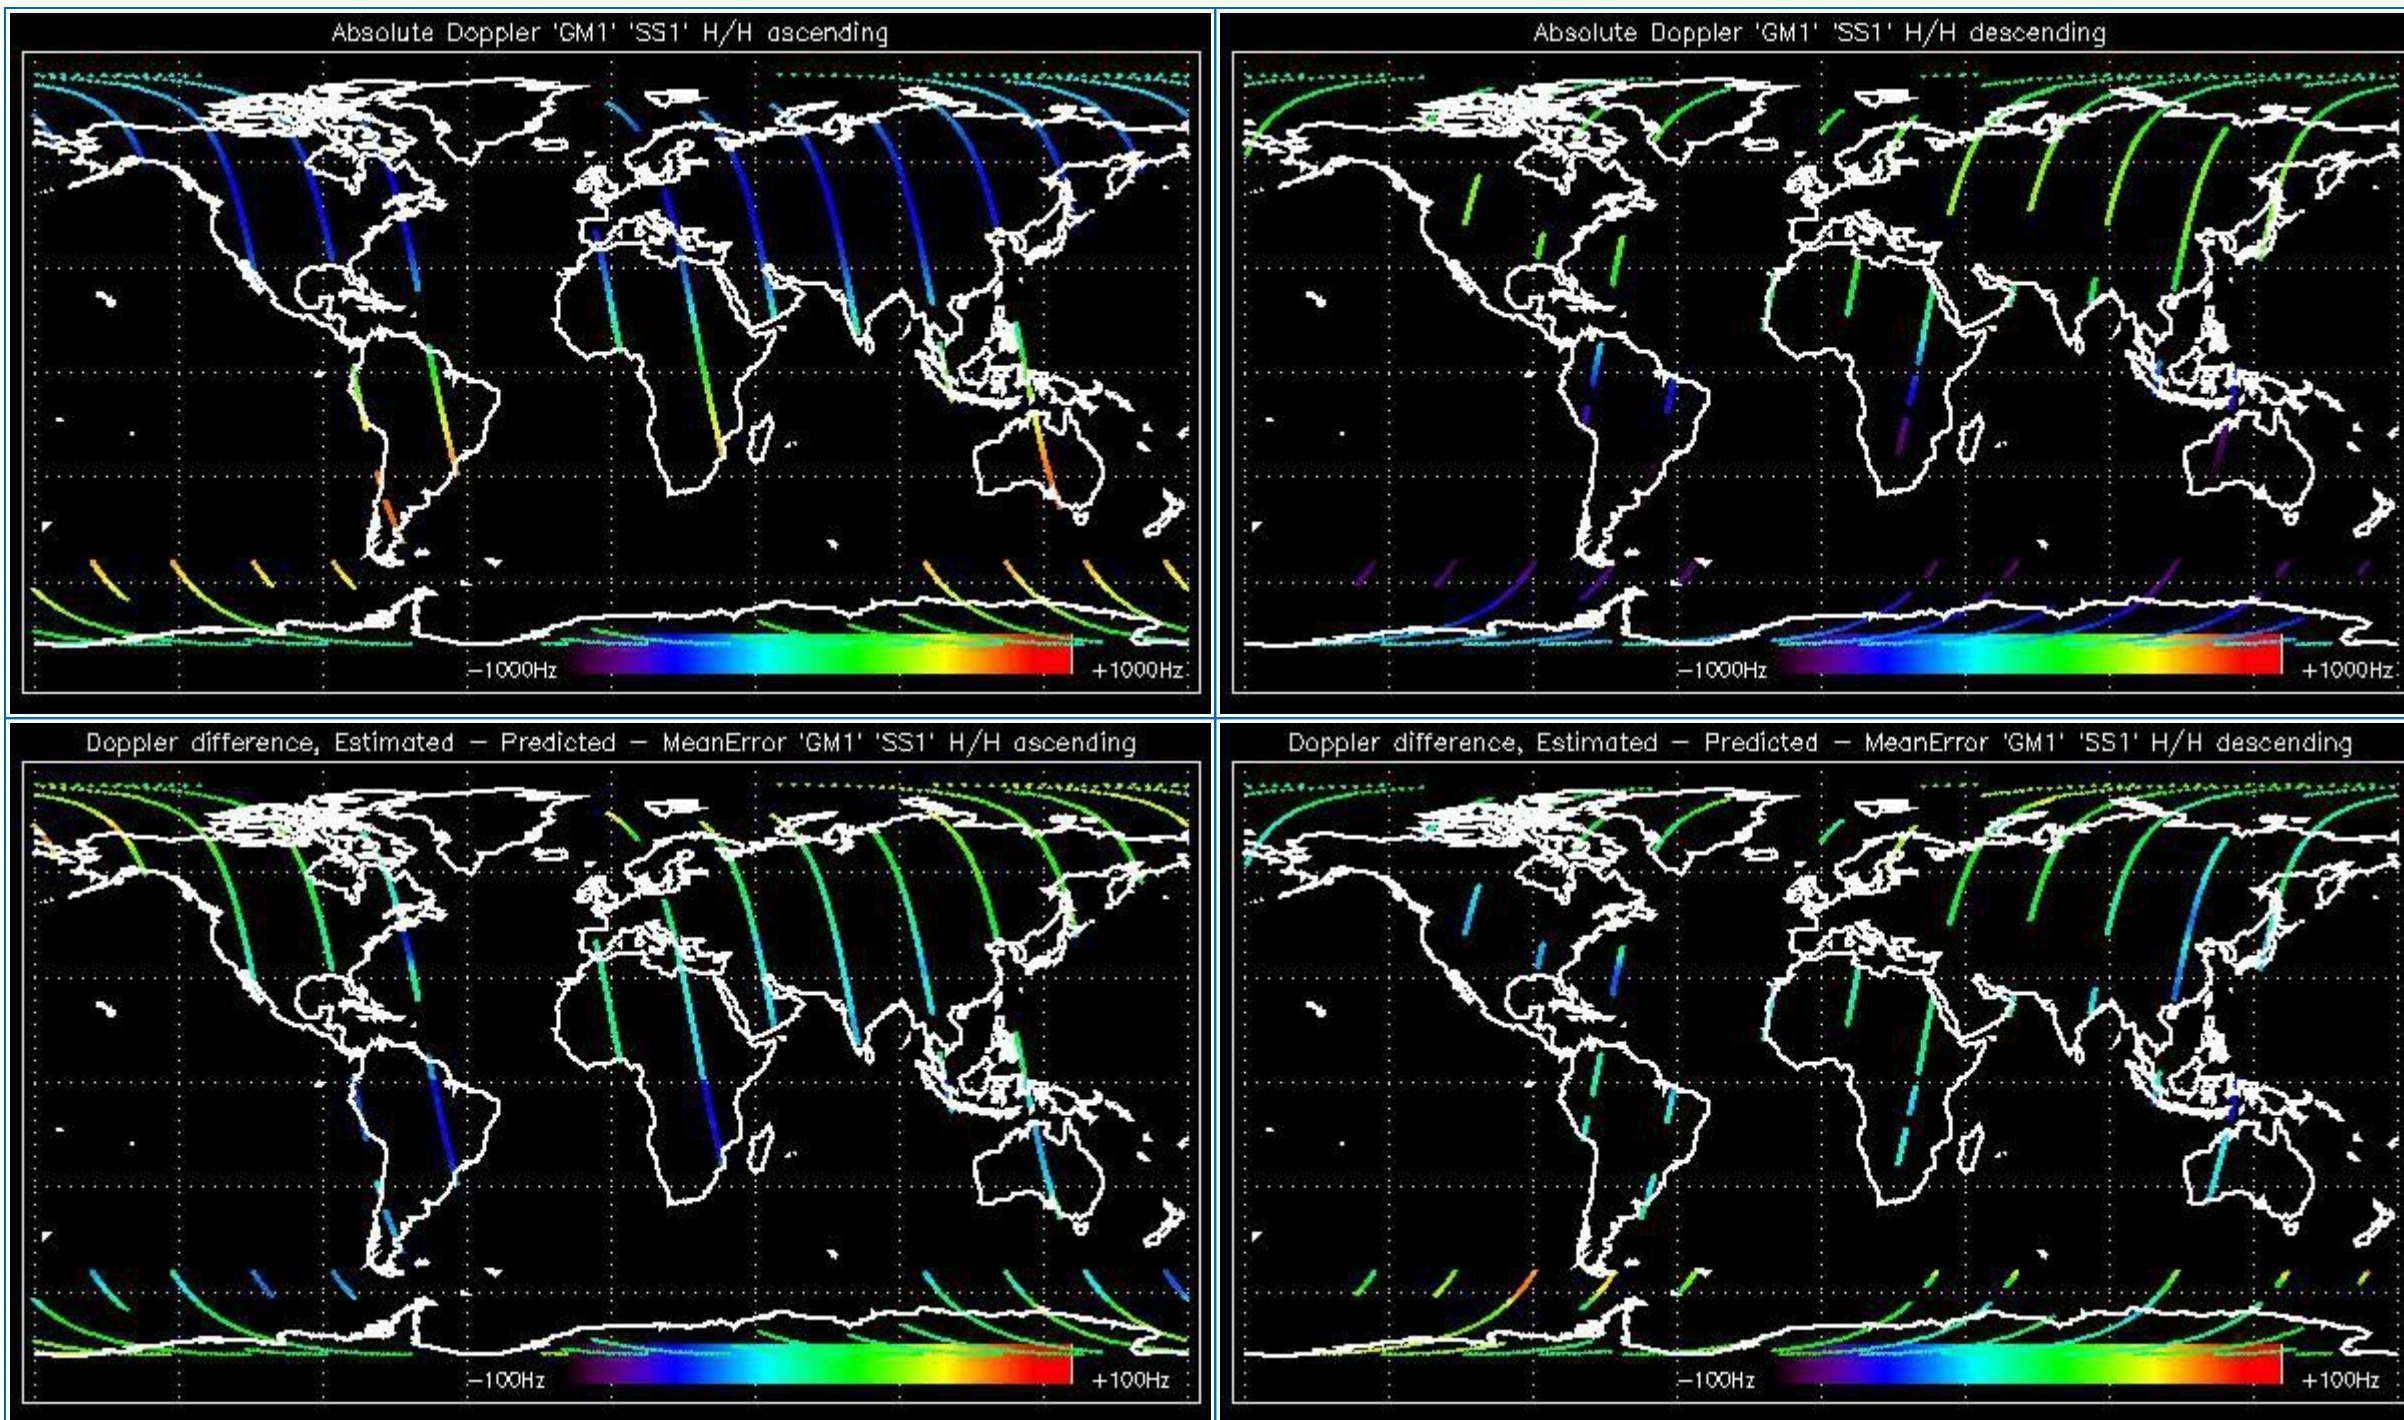 Absolute Doppler 'GM1' 'SS1' H/H ascending
−1000Hz
+1000Hz
Absolute Doppler 'GM1' 'SS1' H/H descending
−1000Hz
+1000Hz
Doppler difference, Estimated − Predicted − MeanError 'GM1' 'SS1' H/H ascending
−100Hz
+100Hz
Doppler difference, Estimated − Predicted − MeanError 'GM1' 'SS1' H/H descending
−100Hz
+100Hz